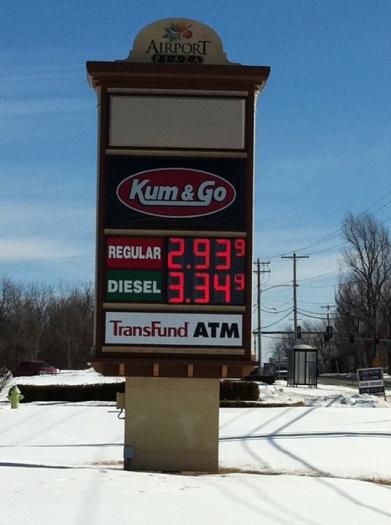 AIRPORT
PLAZA
Kum & Go
REGULAR 2.93 9
DIESEL 3.34 9
TRANSFUND ATM